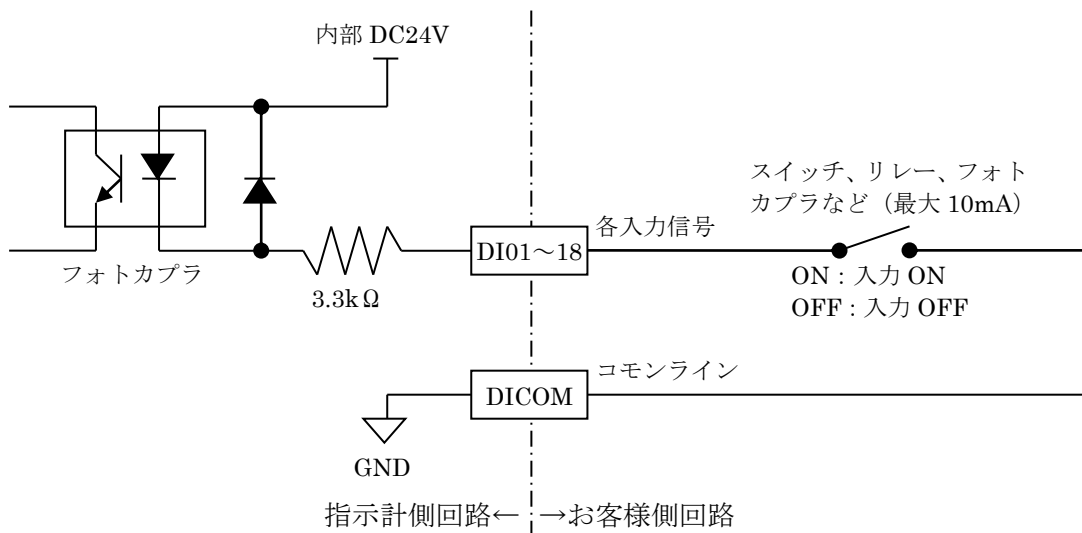 内部 DC24V
スイッチ、リレー、フォト
カプラなど（最大 10mA）
各入力信号
DI01～18
フォトカプラ
3.3kΩ
ON：入力 ON
OFF：入力 OFF
コモンライン
DICOM
GND
指示計側回路← →お客様側回路